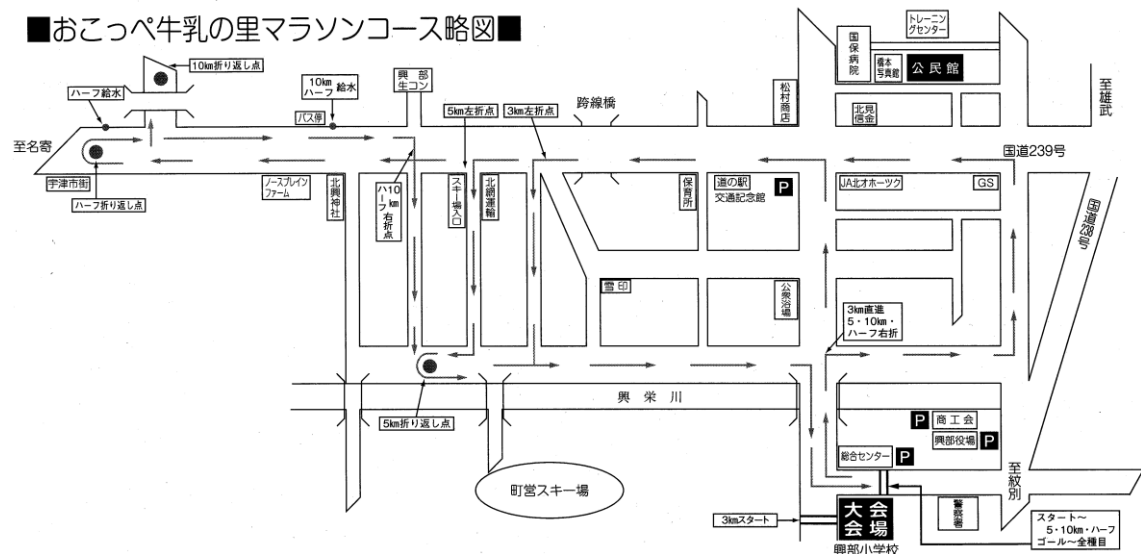 ■おこっぺ牛乳の里マラソンコース略図■
10km折り返し点
ハーフ給水
10km
ハーフ 給水
バス停
興部
生コン
5km左折点
3km左折点
跨線橋
松村商店
国保病院
トレーニン
グセンター
橋本
写真館
公民館
北見
信金
至雄武
至名寄
国道239号
宇津市街
ハーフ折り返し点
ノースプレイン
ファーム
北興神社
10km
ハーフ
右折点
スキー場入口
北網運輸
保育所
道の駅
交通記念館
P
JA北オホーツク
GS
国道238号
雪印
公衆浴場
3km直進
5・10km・
ハーフ右折
5km折り返し点
興栄川
P
商工会
興部役場
P
総合センター
P
至紋別
町営スキー場
3kmスタート
大会
会場
興部小学校
警察署
スタート〜
5・10km・ハーフ
ゴール〜全種目